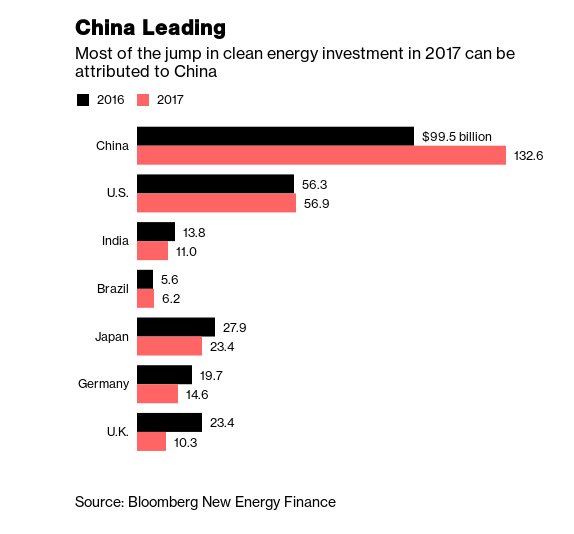 China Leading
Most of the jump in clean energy investment in 2017 can be
attributed to China
2016 2017
China $99.5 billion
132.6
U.S. 56.3
56.9
India 13.8
11.0
Brazil 5.6
6.2
Japan 27.9
23.4
Germany 19.7
14.6
U.K. 23.4
10.3
Source: Bloomberg New Energy Finance